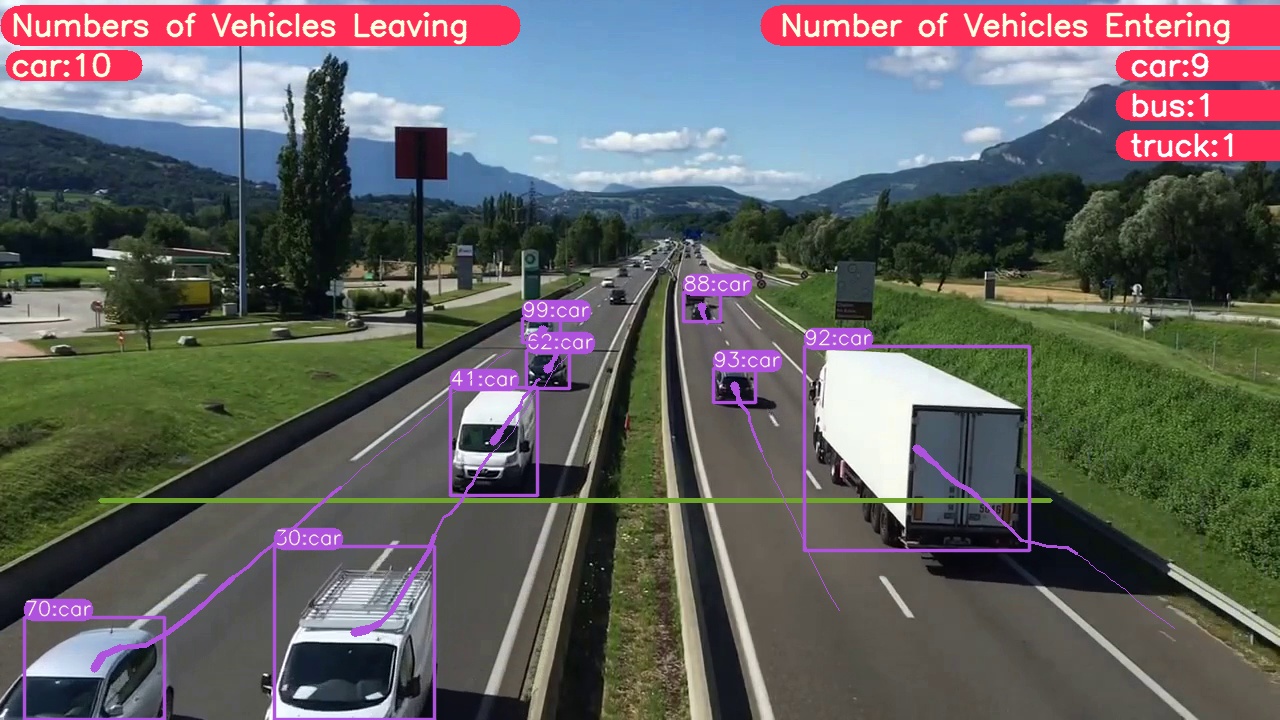 Numbers of Vehicles Leaving
car:10
Number of Vehicles Entering
car:9
bus:1
truck:1
88:car
99:car
62:car
92:car
93:car
41:car
30:car
70:car